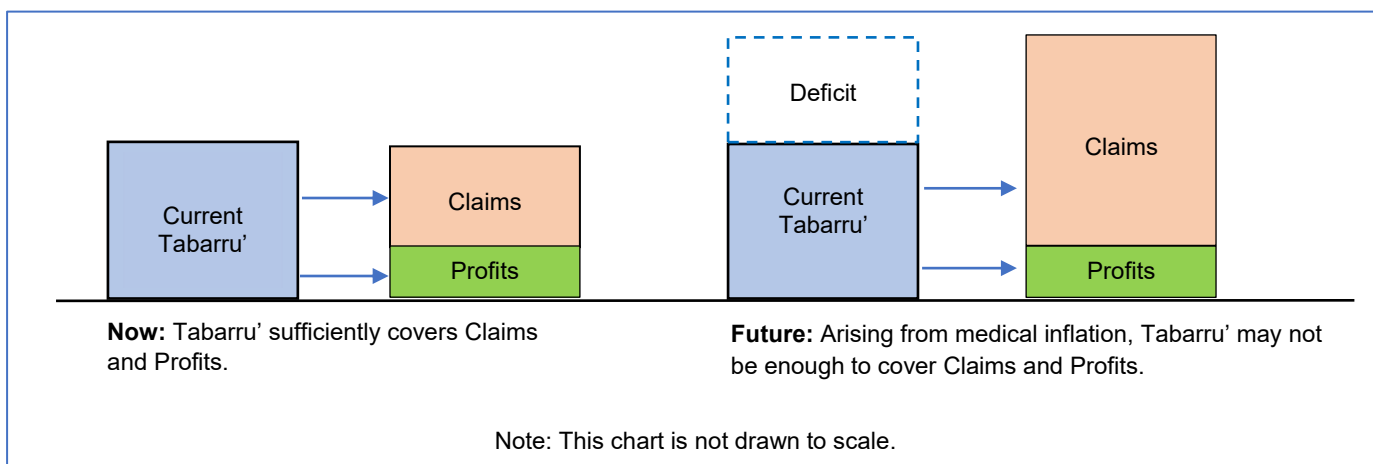 Current
Tabarru’
Claims
Profits
Now: Tabarru’ sufficiently covers Claims
and Profits.
Deficit
Current
Tabarru’
Claims
Profits
Future: Arising from medical inflation, Tabarru’ may not
be enough to cover Claims and Profits.
Note: This chart is not drawn to scale.